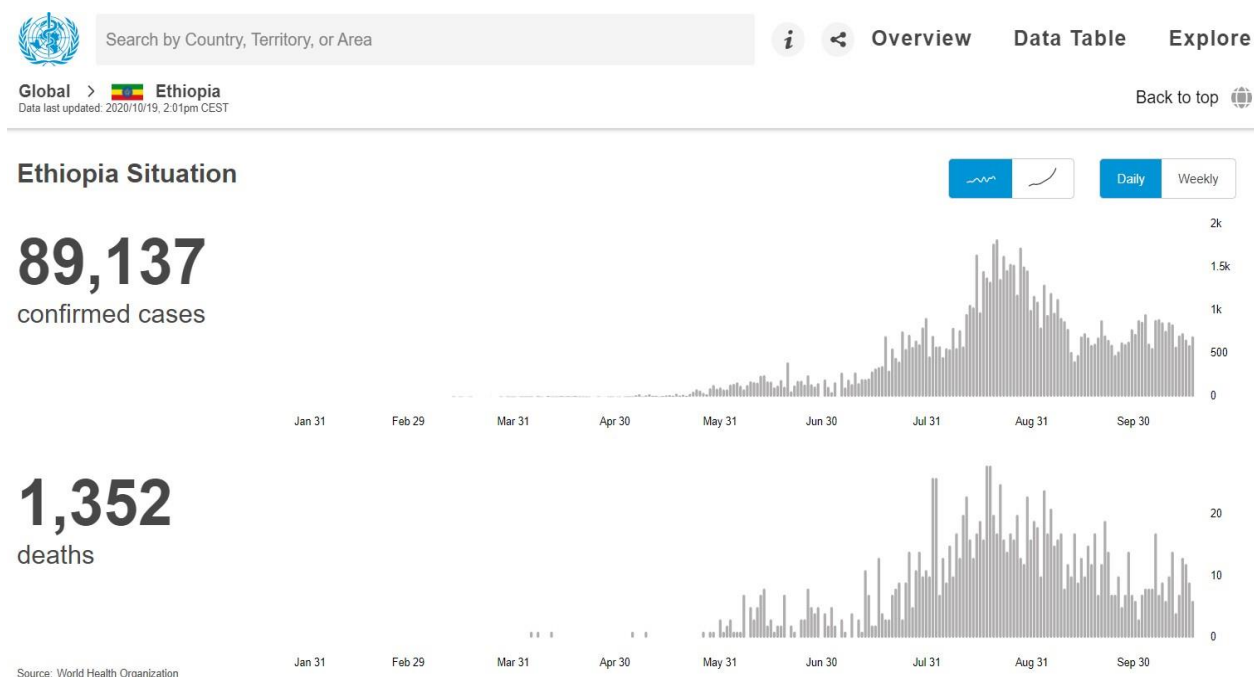 Search by Country, Territory, or Area
i
Overview Data Table Explore
Global > Ethiopia
Data last updated: 2020/10/19, 2:01pm CEST
Back to top
Ethiopia Situation
Daily Weekly
89,137
confirmed cases
2k
1.5k
1k
500
0
Jan 31 Feb 29 Mar 31 Apr 30 May 31 Jun 30 Jul 31 Aug 31 Sep 30
1,352
deaths
20
10
0
Jan 31 Feb 29 Mar 31 Apr 30 May 31 Jun 30 Jul 31 Aug 31 Sep 30
Source: World Health Organization